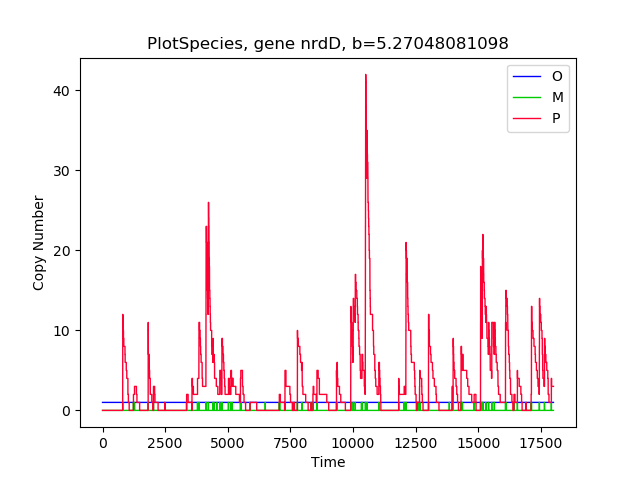 PlotSpecies, gene nrdD, b=5.27048081098
O
M
P
40
30
20
10
0
Copy Number
0 2500 5000 7500 10000 12500 15000 17500
Time